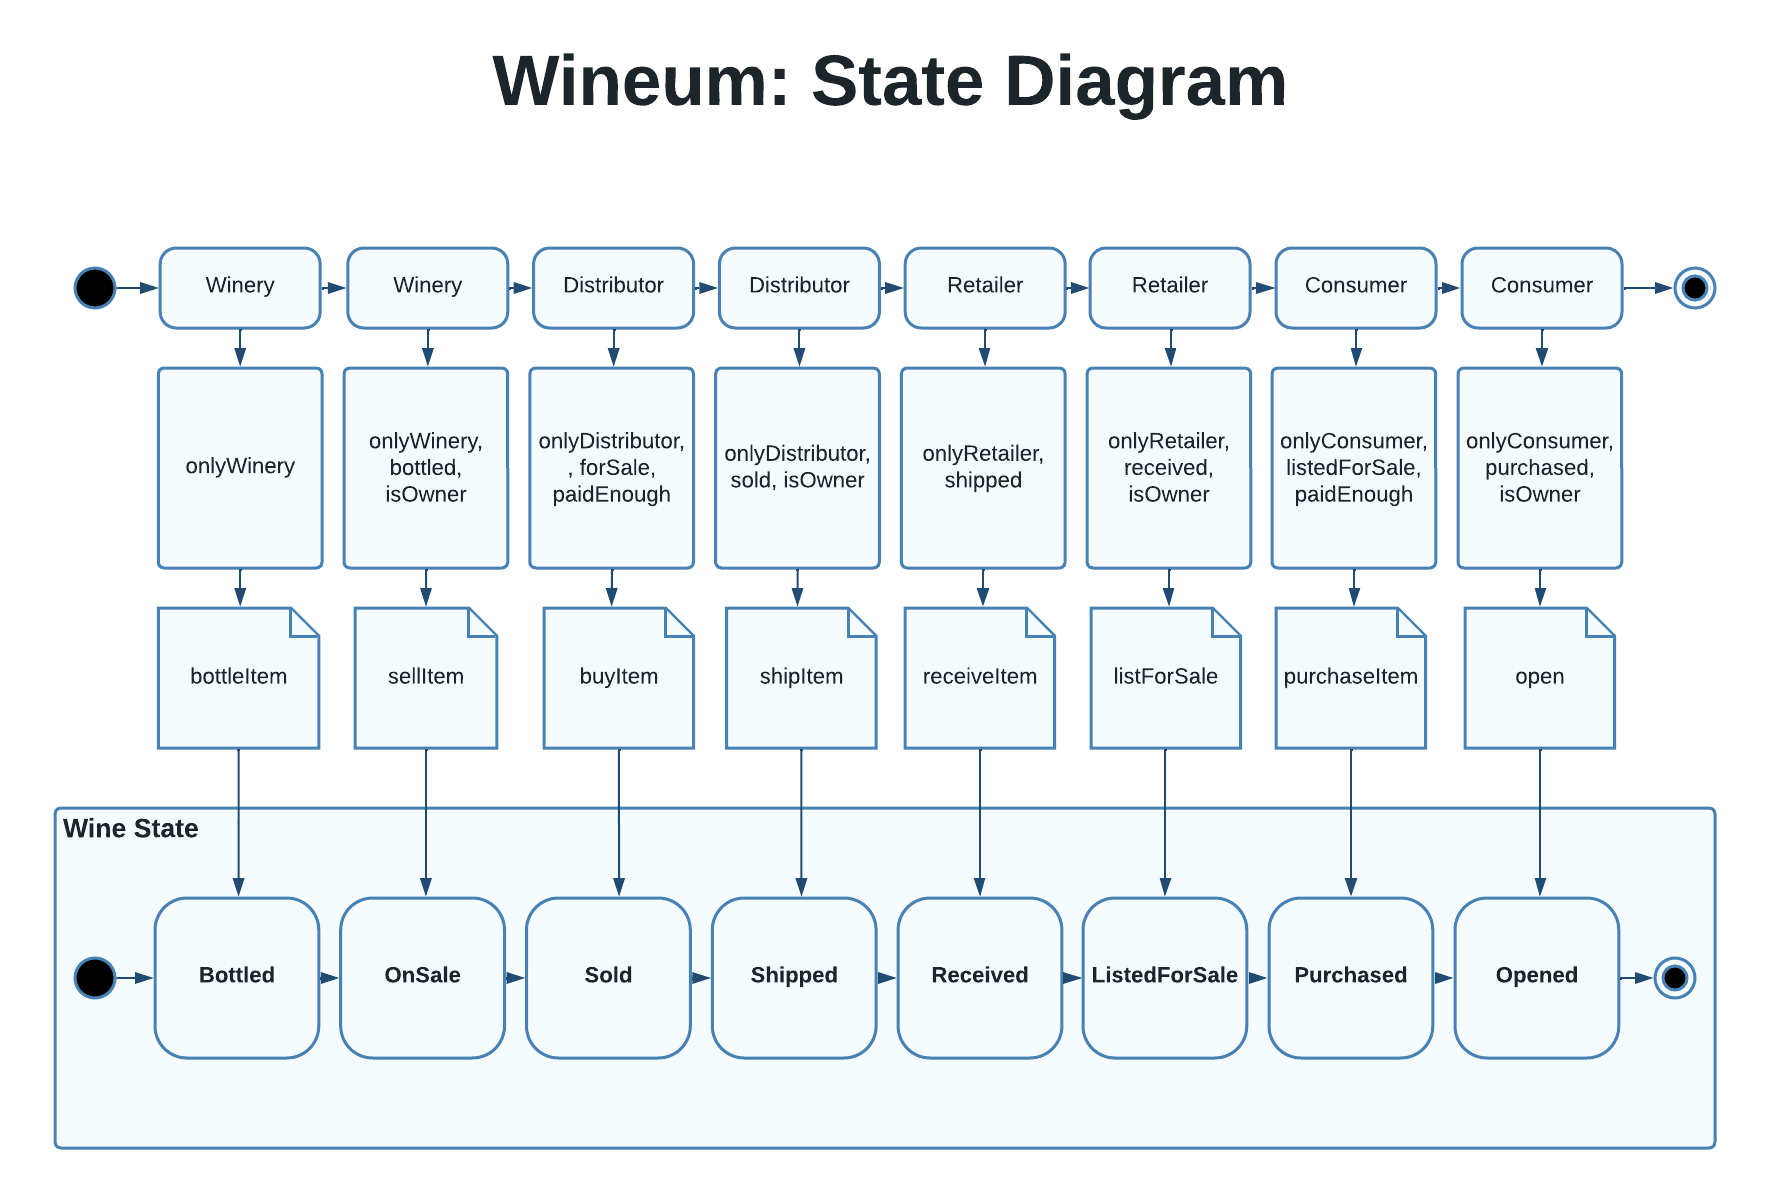 Wineum: State Diagram
Winery
Winery
Distributor
Distributor
Retailer
Retailer
Consumer
Consumer
onlyWinery
onlyWinery,
bottled,
isOwner
onlyDistributor,
, forSale,
paidEnough
onlyDistributor,
sold, isOwner
onlyRetailer,
shipped
onlyRetailer,
received,
isOwner
onlyConsumer,
listedForSale,
paidEnough
onlyConsumer,
purchased,
isOwner
bottleItem
sellItem
buyItem
shipItem
receiveItem
listForSale
purchaseItem
open
Wine State
Bottled
OnSale
Sold
Shipped
Received
ListedForSale
Purchased
Opened